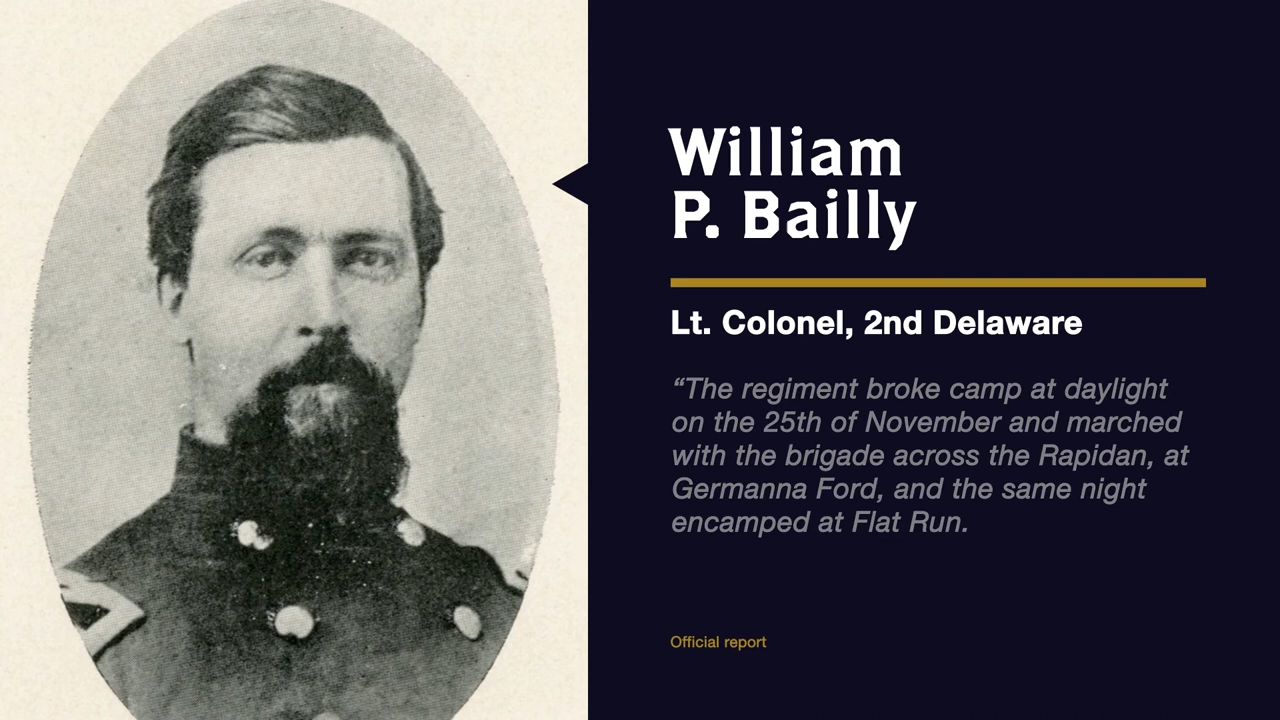 William
P. Bailly
Lt. Colonel, 2nd Delaware
“The regiment broke camp at daylight
on the 25th of November and marched
with the brigade across the Rapidan, at
Germanna Ford, and the same night
encamped at Flat Run.
Official report